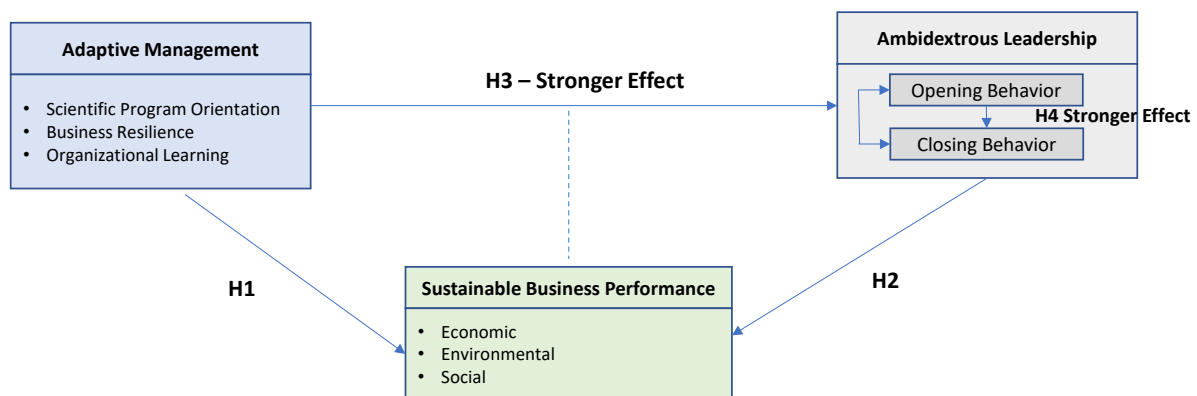 Adaptive Management
• Scientific Program Orientation
• Business Resilience
• Organizational Learning
H3 – Stronger Effect
Ambidextrous Leadership
Opening Behavior
H4 Stronger Effect
Closing Behavior
H1
H2
Sustainable Business Performance
• Economic
• Environmental
• Social